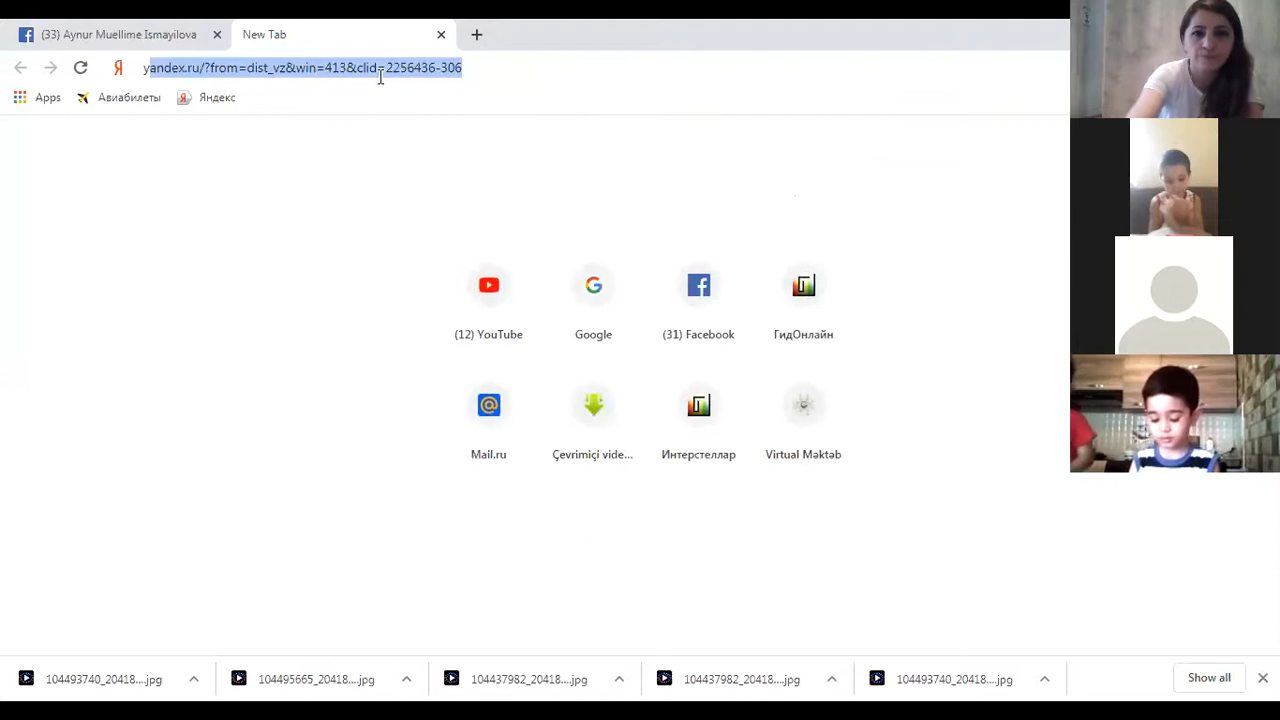 (33) Aynur Muellime Ismayilova
New Tab
yandex.ru/?from=dist_vz&win=413&clid=2256436-306
Apps Авиабилеты Яндекс
(12) YouTube Google (31) Facebook ГидОнлайн
Mail.ru Çevrimiçi vide... Интерстеллар Virtual Məktəb
104493740_20418....jpg 104495665_20418....jpg 104437982_20418....jpg 104437982_20418....jpg 104493740_20418....jpg Show all